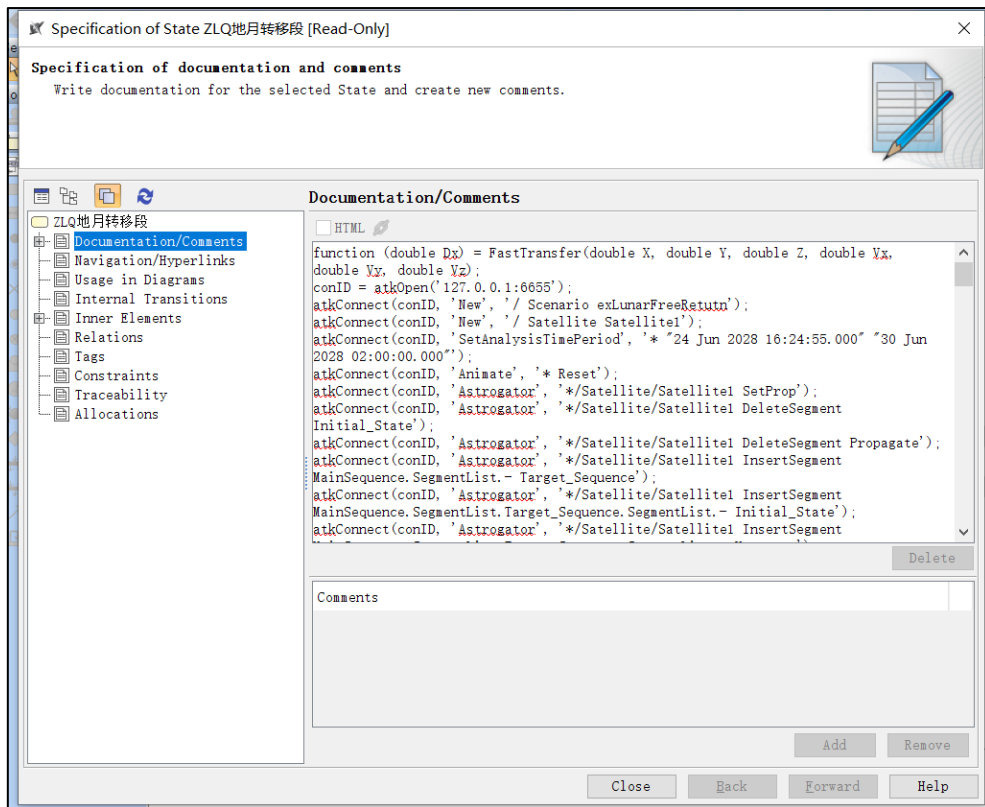 Specification of State ZLQ地月转移段 [Read-Only]
Specification of documentation and comments
Write documentation for the selected State and create new comments.
ZLQ地月转移段
Documentation/Comments
Navigation/Hyperlinks
Usage in Diagrams
Internal Transitions
Inner Elements
Relations
Tags
Constraints
Traceability
Allocations
Documentation/Comments
HTML
function (double Dx) = FastTransfer(double X, double Y, double Z, double Vx,
double Vy, double Vz);
conID = atkOpen('127.0.0.1:6655');
atkConnect(conID, 'New', '/ Scenario exLunarFreeRetutn');
atkConnect(conID, 'New', '/ Satellite Satellite1');
atkConnect(conID, 'SetAnalysisTimePeriod', '* "24 Jun 2028 16:24:55.000" "30 Jun
2028 02:00:00.000"');
atkConnect(conID, 'Animate', '* Reset');
atkConnect(conID, 'Astrogator', '*/Satellite/Satellite1 SetProp');
atkConnect(conID, 'Astrogator', '*/Satellite/Satellite1 DeleteSegment
Initial_State');
atkConnect(conID, 'Astrogator', '*/Satellite/Satellite1 DeleteSegment Propagate');
atkConnect(conID, 'Astrogator', '*/Satellite/Satellite1 InsertSegment
MainSequence.SegmentList.- Target_Sequence');
atkConnect(conID, 'Astrogator', '*/Satellite/Satellite1 InsertSegment
MainSequence.SegmentList.Target_Sequence.SegmentList.- Initial_State');
atkConnect(conID, 'Astrogator', '*/Satellite/Satellite1 InsertSegment
Delete
Comments
Add
Remove
Close
Back
Forward
Help